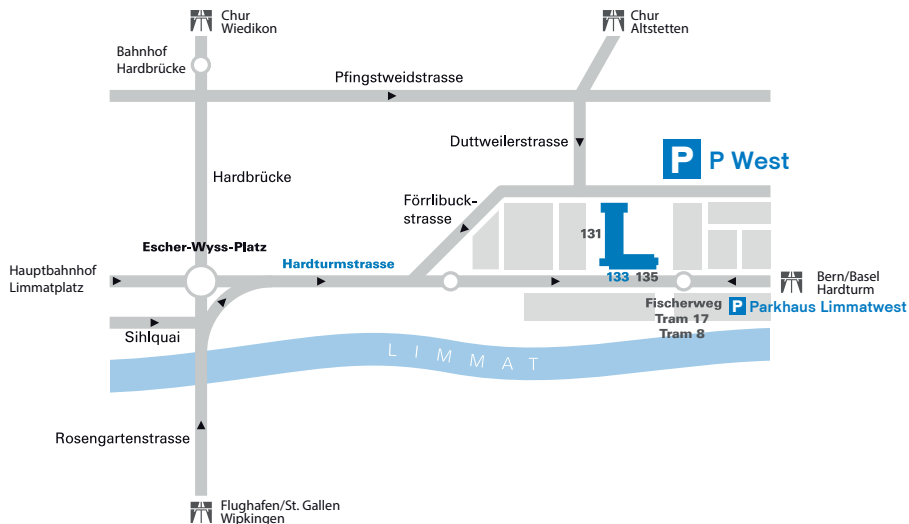 Chur
Wiedikon
Chur
Altstetten
Bahnhof
Hardbrücke
Pfingstweidstrasse
Duttweilerstrasse
P P West
Hardbrücke
Förrlibuck-
strasse
131
Escher-Wyss-Platz
Hauptbahnhof
Limmatplatz
Hardturmstrasse
133 135
Bern/Basel
Hardturm
Fischerweg
Tram 17
Tram 8
P Parkhaus Limmatwest
Sihlquai
LIMMAT
Rosengartenstrasse
Flughafen/St. Gallen
Wipkingen